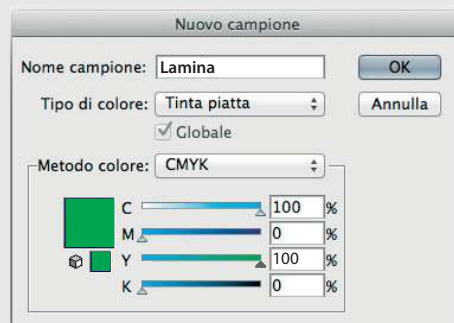 Nuovo campione
Nome campione: Lamina OK
Tipo di colore: Tinta piatta Annulla
Globale
Metodo colore: CMYK
C 100 %
M 0 %
Y 100 %
K 0 %